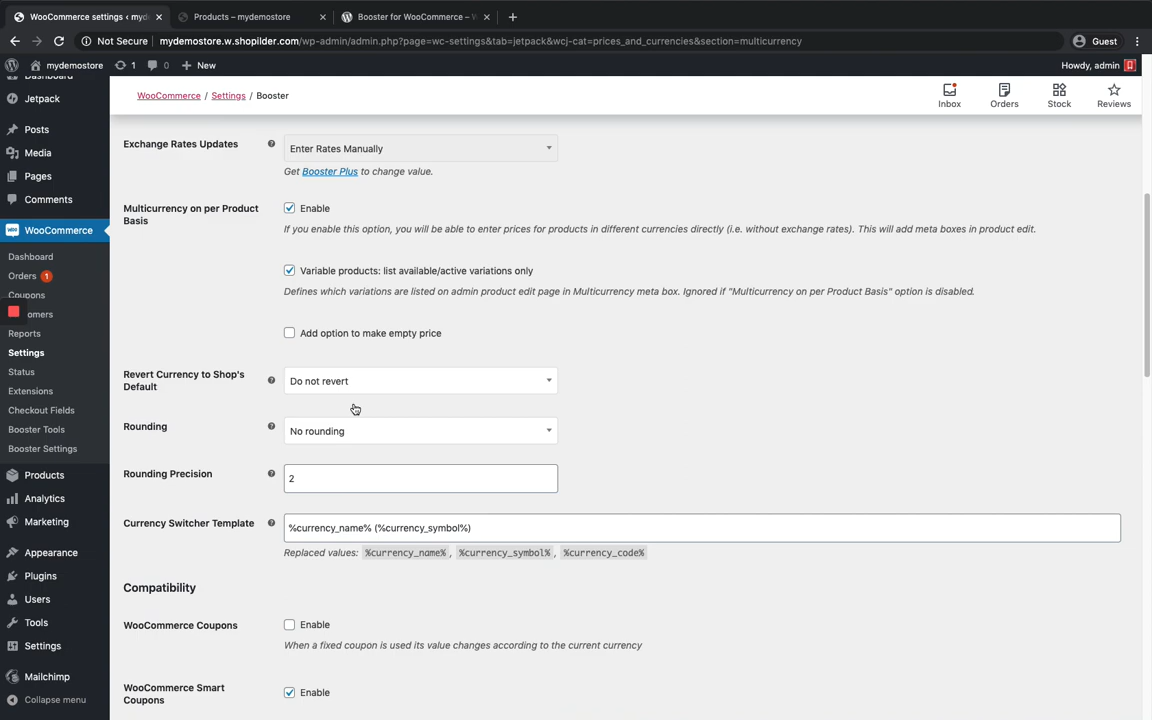 WooCommerce settings ‹ myd
Products – mydemostore
Booster for WooCommerce – W
Not Secure
mydemostore.w.shopilder.com/wp-admin/admin.php?page=wc-settings&tab=jetpack&wcj-cat=prices_and_currencies&section=multicurrency
Guest
mydemostore
1
0
New
Howdy, admin
Dashboard
Jetpack
Posts
Media
Pages
Comments
WooCommerce
Dashboard
Orders 1
Coupons
omers
Reports
Settings
Status
Extensions
Checkout Fields
Booster Tools
Booster Settings
Products
Analytics
Marketing
Appearance
Plugins
Users
Tools
Settings
Mailchimp
Collapse menu
WooCommerce / Settings / Booster
Inbox
Orders
Stock
Reviews
Exchange Rates Updates
Enter Rates Manually
Get Booster Plus to change value.
Multicurrency on per Product
Basis
Enable
If you enable this option, you will be able to enter prices for products in different currencies directly (i.e. without exchange rates). This will add meta boxes in product edit.
Variable products: list available/active variations only
Defines which variations are listed on admin product edit page in Multicurrency meta box. Ignored if "Multicurrency on per Product Basis" option is disabled.
Add option to make empty price
Revert Currency to Shop's
Default
Do not revert
Rounding
No rounding
Rounding Precision
2
Currency Switcher Template
%currency_name% (%currency_symbol%)
Replaced values: %currency_name%, %currency_symbol%, %currency_code%
Compatibility
WooCommerce Coupons
Enable
When a fixed coupon is used its value changes according to the current currency
WooCommerce Smart
Coupons
Enable